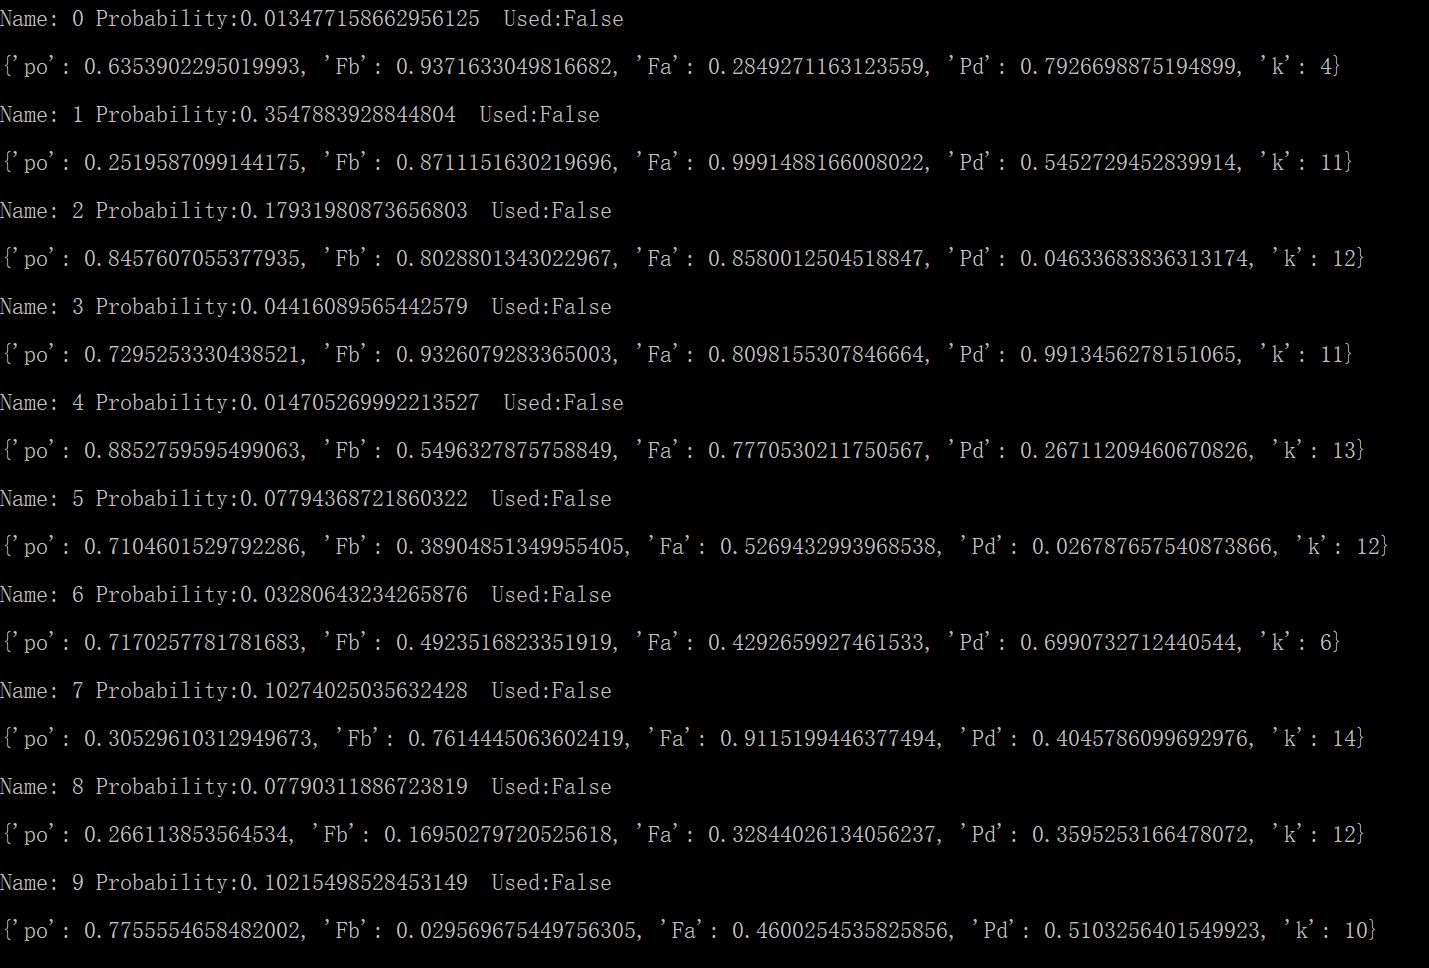 Name: 0 Probability:0.013477158662956125  Used:False
{'po': 0.6353902295019993, 'Fb': 0.9371633049816682, 'Fa': 0.2849271163123559, 'Pd': 0.7926698875194899, 'k': 4}
Name: 1 Probability:0.3547883928844804  Used:False
{'po': 0.2519587099144175, 'Fb': 0.8711151630219696, 'Fa': 0.9991488166008022, 'Pd': 0.5452729452839914, 'k': 11}
Name: 2 Probability:0.17931980873656803  Used:False
{'po': 0.8457607055377935, 'Fb': 0.8028801343022967, 'Fa': 0.8580012504518847, 'Pd': 0.04633683836313174, 'k': 12}
Name: 3 Probability:0.04416089565442579  Used:False
{'po': 0.7295253330438521, 'Fb': 0.9326079283365003, 'Fa': 0.8098155307846664, 'Pd': 0.9913456278151065, 'k': 11}
Name: 4 Probability:0.014705269992213527  Used:False
{'po': 0.8852759595499063, 'Fb': 0.5496327875758849, 'Fa': 0.7770530211750567, 'Pd': 0.26711209460670826, 'k': 13}
Name: 5 Probability:0.07794368721860322  Used:False
{'po': 0.7104601529792286, 'Fb': 0.38904851349955405, 'Fa': 0.5269432993968538, 'Pd': 0.026787657540873866, 'k': 12}
Name: 6 Probability:0.03280643234265876  Used:False
{'po': 0.7170257781781683, 'Fb': 0.4923516823351919, 'Fa': 0.4292659927461533, 'Pd': 0.6990732712440544, 'k': 6}
Name: 7 Probability:0.10274025035632428  Used:False
{'po': 0.30529610312949673, 'Fb': 0.7614445063602419, 'Fa': 0.9115199446377494, 'Pd': 0.4045786099692976, 'k': 14}
Name: 8 Probability:0.07790311886723819  Used:False
{'po': 0.266113853564534, 'Fb': 0.16950279720525618, 'Fa': 0.32844026134056237, 'Pd': 0.3595253166478072, 'k': 12}
Name: 9 Probability:0.10215498528453149  Used:False
{'po': 0.7755554658482002, 'Fb': 0.029569675449756305, 'Fa': 0.4600254535825856, 'Pd': 0.5103256401549923, 'k': 10}